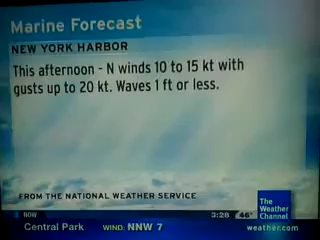 Marine Forecast
NEW YORK HARBOR
This afternoon - N winds 10 to 15 kt with
gusts up to 20 kt. Waves 1 ft or less.
FROM THE NATIONAL WEATHER SERVICE
The
Weather
Channel
NOW
3:28 46°
Central Park WIND: NNW 7
weather.com